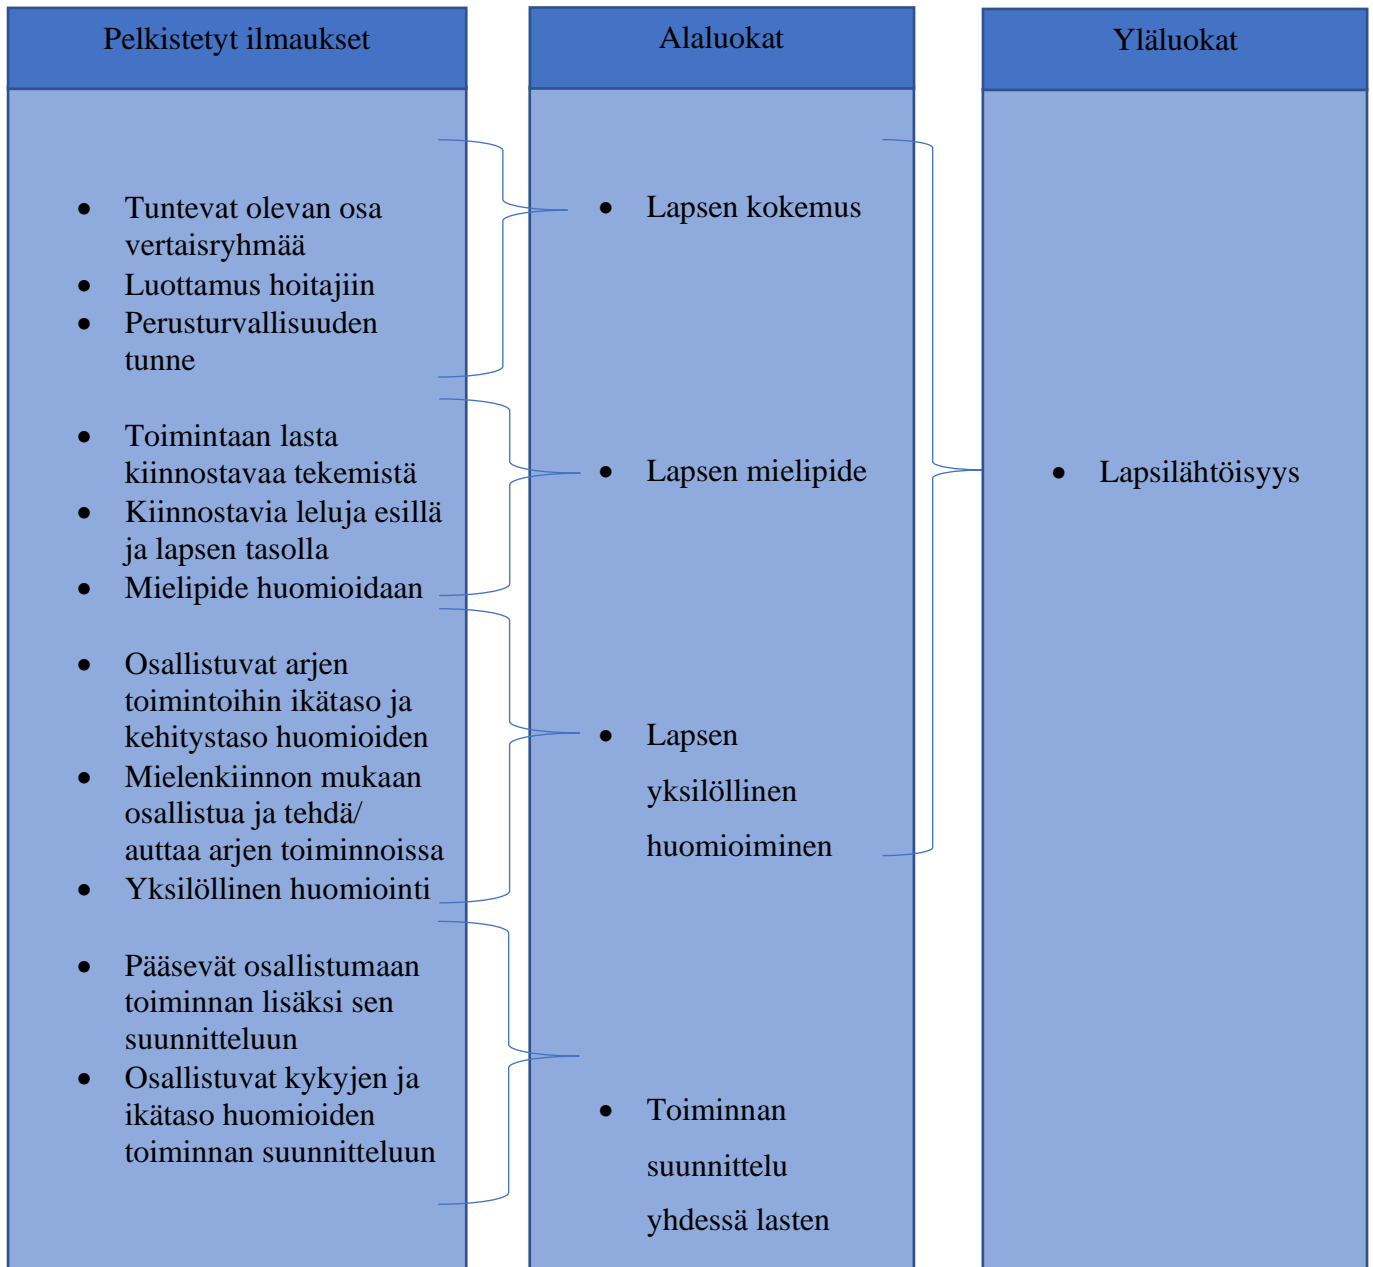 Pelkistetyt ilmaukset
Tuntevat olevan osa
vertaisryhmää
Luottamus hoitajiin
Perusturvallisuuden
tunne
Toimintaan lasta
kiinnostavaa tekemistä
Kiinnostavia leluja esillä
ja lapsen tasolla
Mielipide huomioidaan
Osallistuvat arjen
toimintoihin ikätaso ja
kehitystaso huomioiden
Mielenkiinnon mukaan
osallistua ja tehdä/
auttaa arjen toiminnoissa
Yksilöllinen huomiointi
Pääsevät osallistumaan
toiminnan lisäksi sen
suunnitteluun
Osallistuvat kykyjen ja
ikätaso huomioiden
toiminnan suunnitteluun
Alaluokat
Lapsen kokemus
Lapsen mielipide
Lapsen
yksilöllinen
huomioiminen
Toiminnan
suunnittelu
yhdessä lasten
Yläluokat
Lapsilähtöisyys